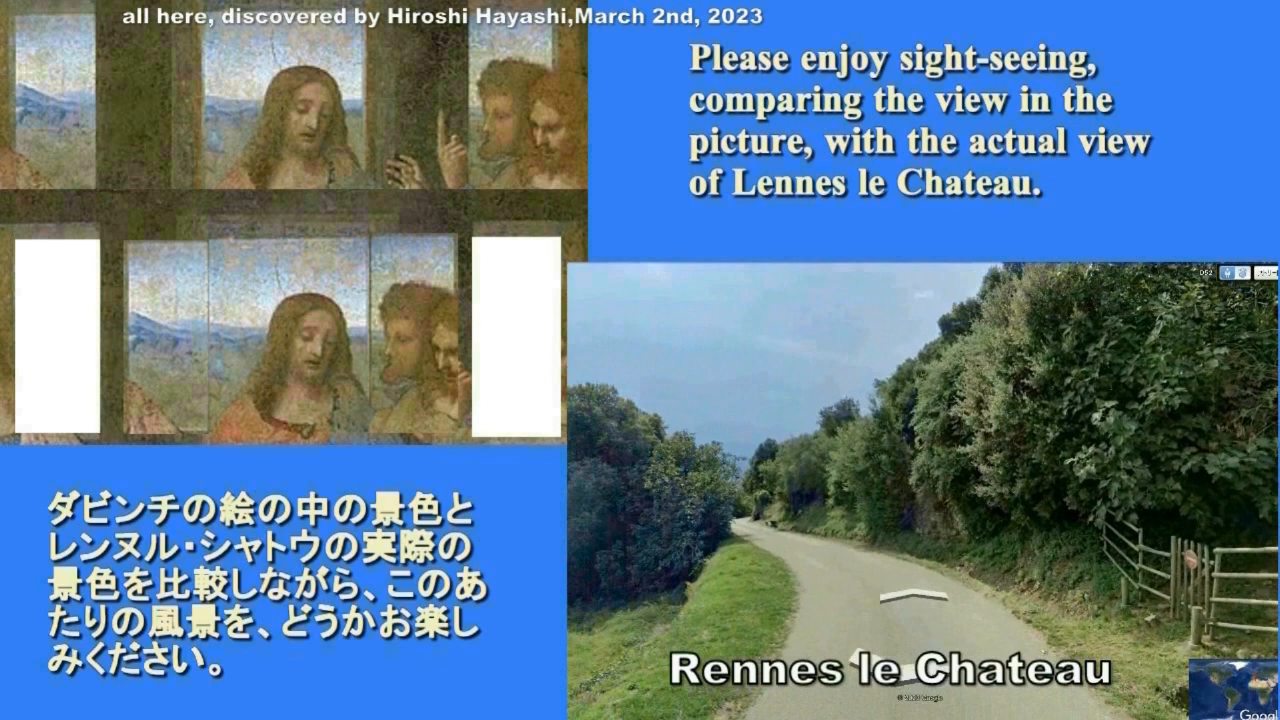 all here, discovered by Hiroshi Hayashi,March 2nd, 2023
Please enjoy sight-seeing,
comparing the view in the
picture, with the actual view
of Lennes le Chateau.
ダビンチの絵の中の景色と
レンヌル・シャトウの実際の
景色を比較しながら、このあ
たりの風景を、どうかお楽し
みください。
Rennes le Chateau